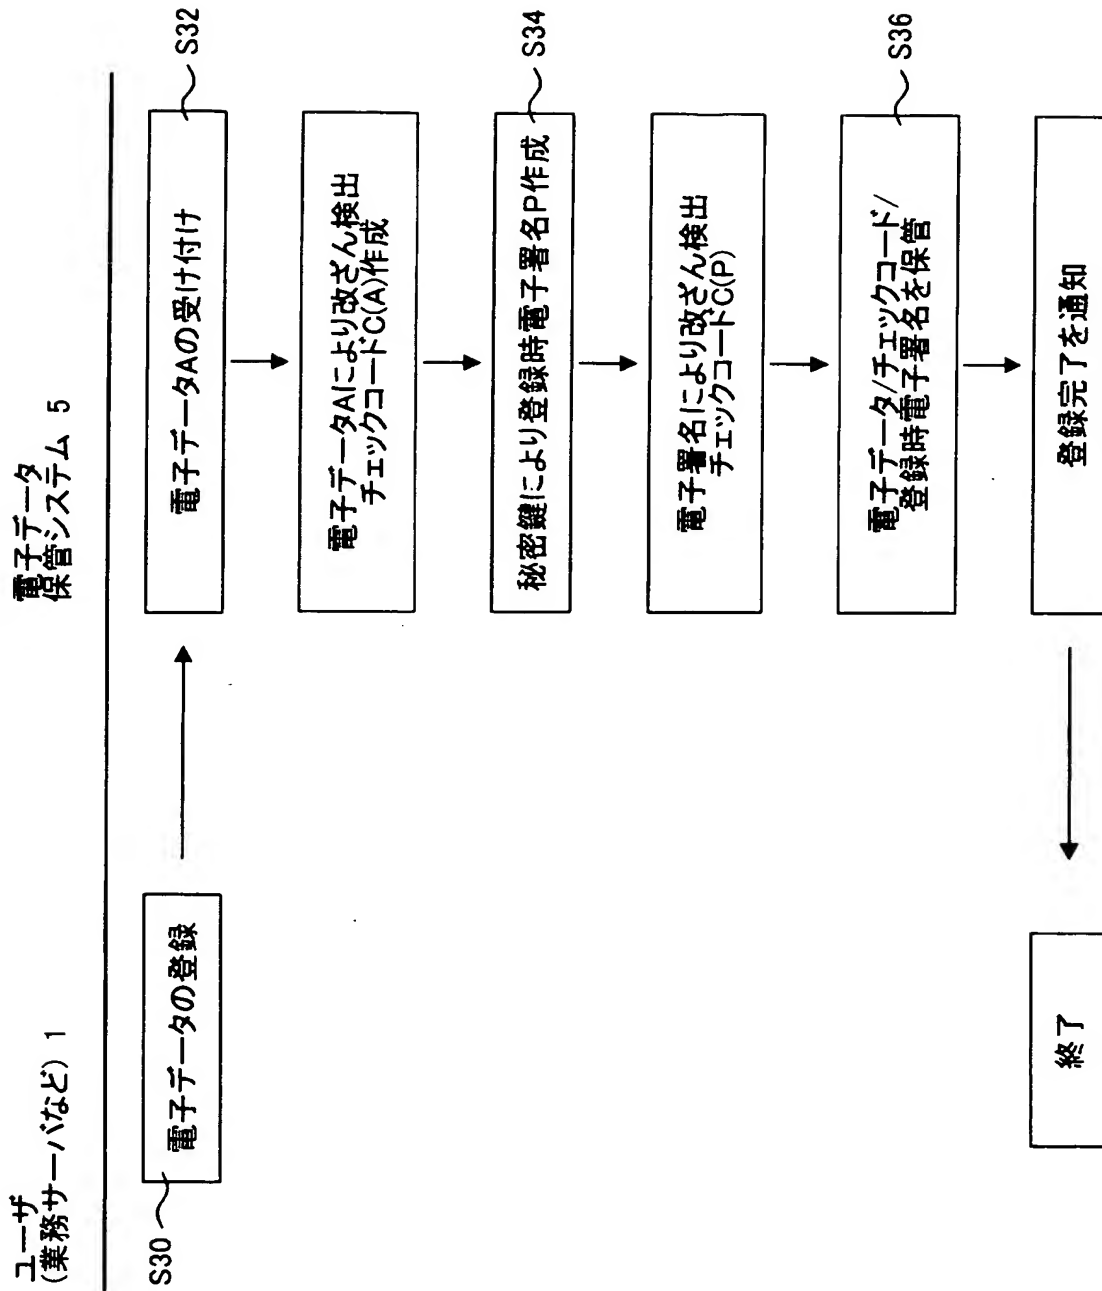 ユーザ
(業務サーバなど) 1
電子データ
保管システム 5
S30
電子データの登録
電子データAの受け付け
S32
電子データAにより改ざん検出
チェックコードC(A)作成
秘密鍵により登録時電子署名P作成
S34
電子署名により改ざん検出
チェックコードC(P)
電子データ/チェックコード/
登録時電子署名を保管
S36
登録完了を通知
終了